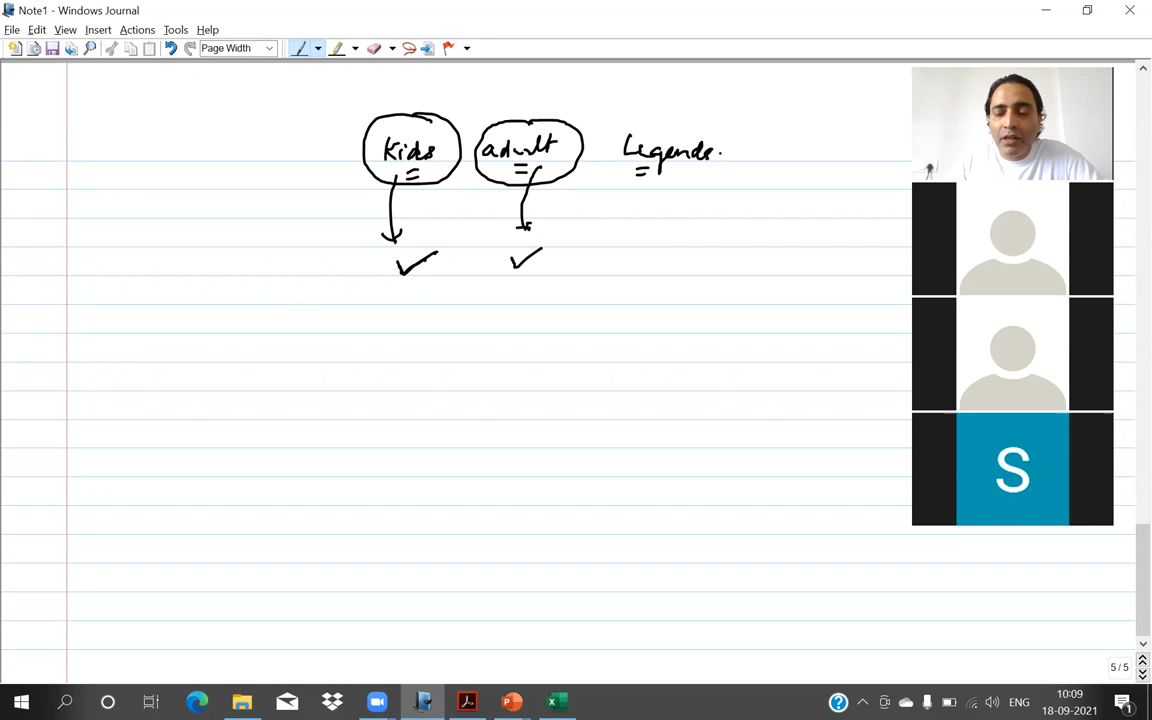 Note1 - Windows Journal
File Edit View Insert Actions Tools Help
Page Width
Kids adult Legends.
S
5 / 5
ENG
10:09
18-09-2021
1